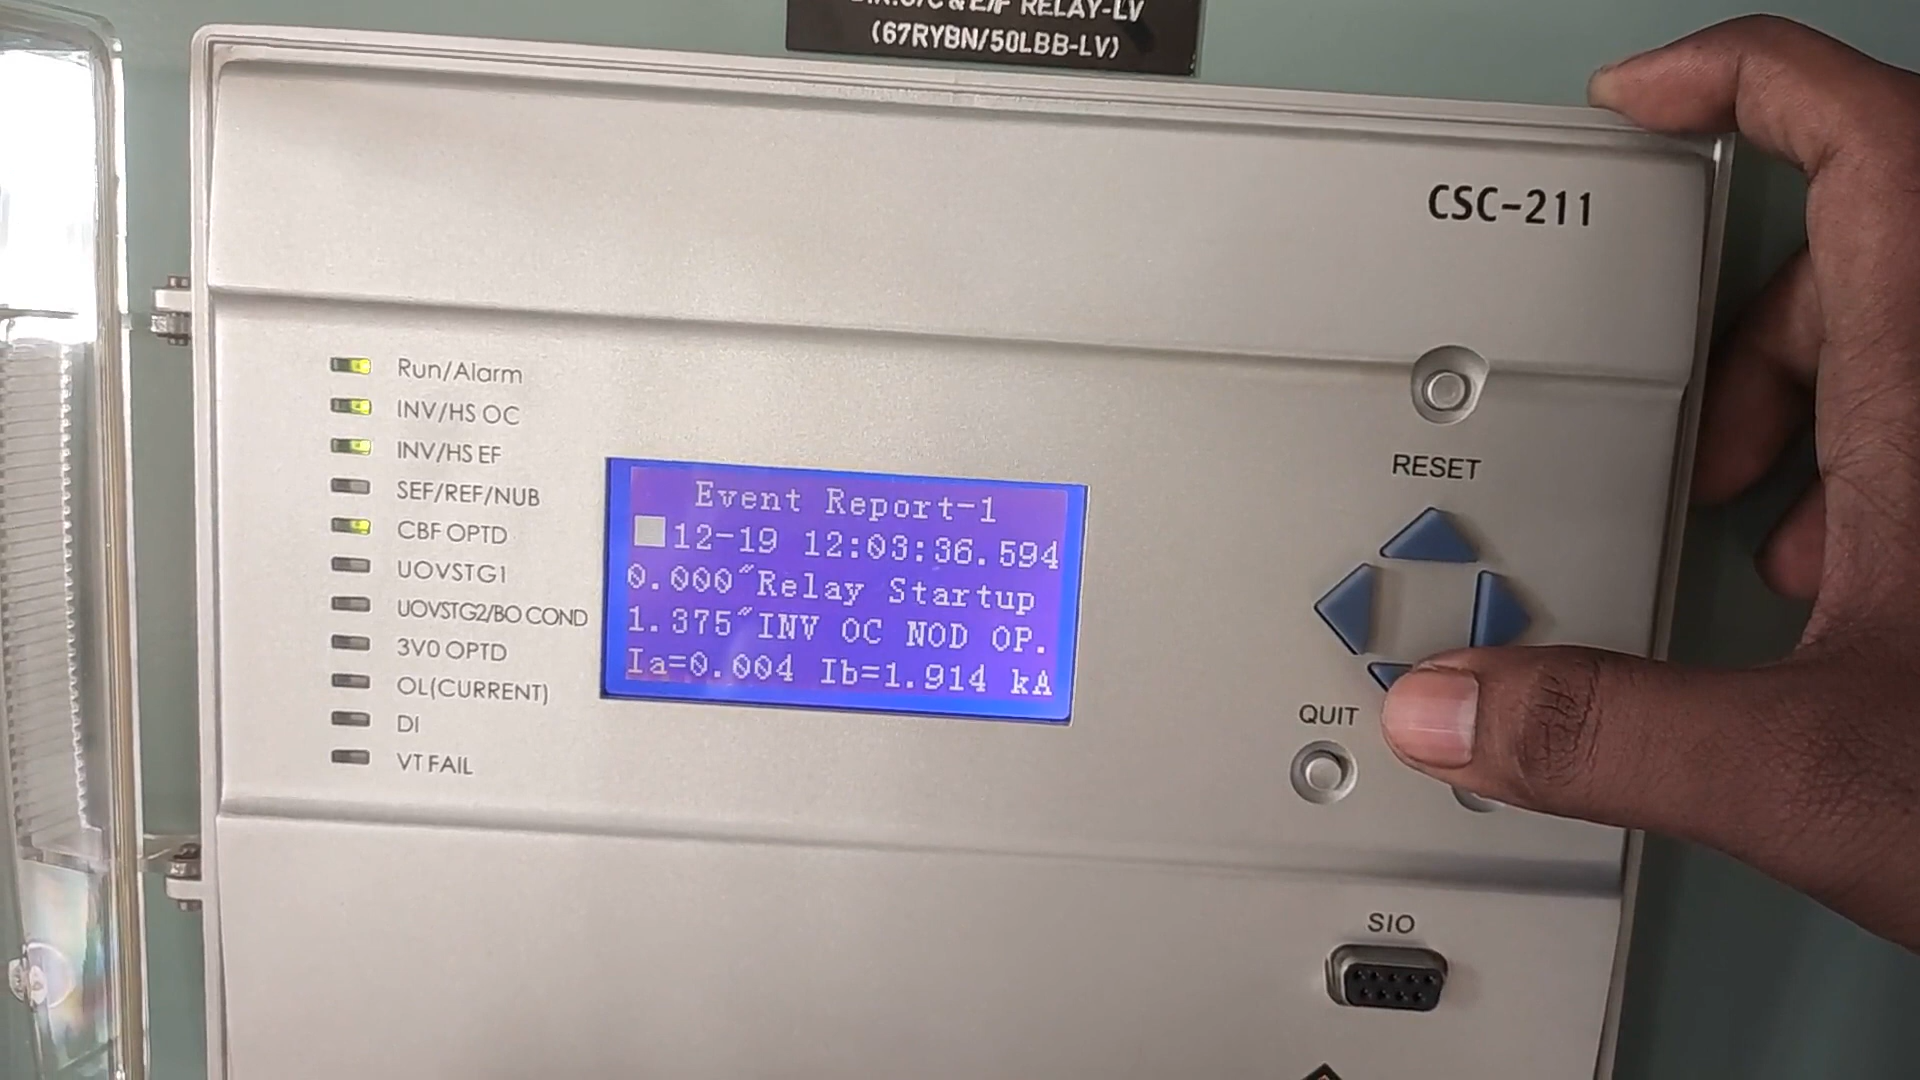 O/C & E/F RELAY-LV
(67RYBN/50LBB-LV)
CSC-211
Run/Alarm
INV/HS OC
INV/HS EF
SEF/REF/NUB
CBF OPTD
UOVSTG1
UOVSTG2/BO COND
3V0 OPTD
OL(CURRENT)
DI
VT FAIL
Event Report-1
12-19 12:03:36.594
0.000″Relay Startup
1.375″INV OC NOD OP.
Ia=0.004 Ib=1.914 kA
RESET
QUIT
SIO